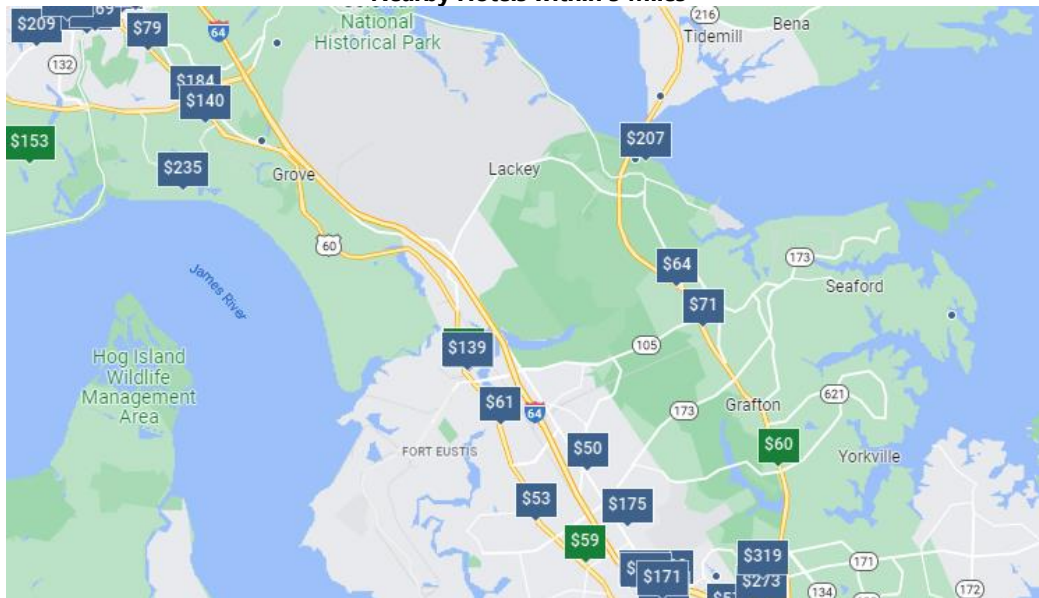 $209
69
$79
64
National
Historical Park
216
Bena
Tidemill
132
$184
$140
$207
$153
$235
Grove
Lackey
60
James River
$64
173
Seaford
$71
$139
105
Hog Island
Wildlife
Management
Area
$61
64
173
Grafton
621
FORT EUSTIS
$50
$60
Yorkville
$53
$175
$59
$319
171
$171
$273
134
172